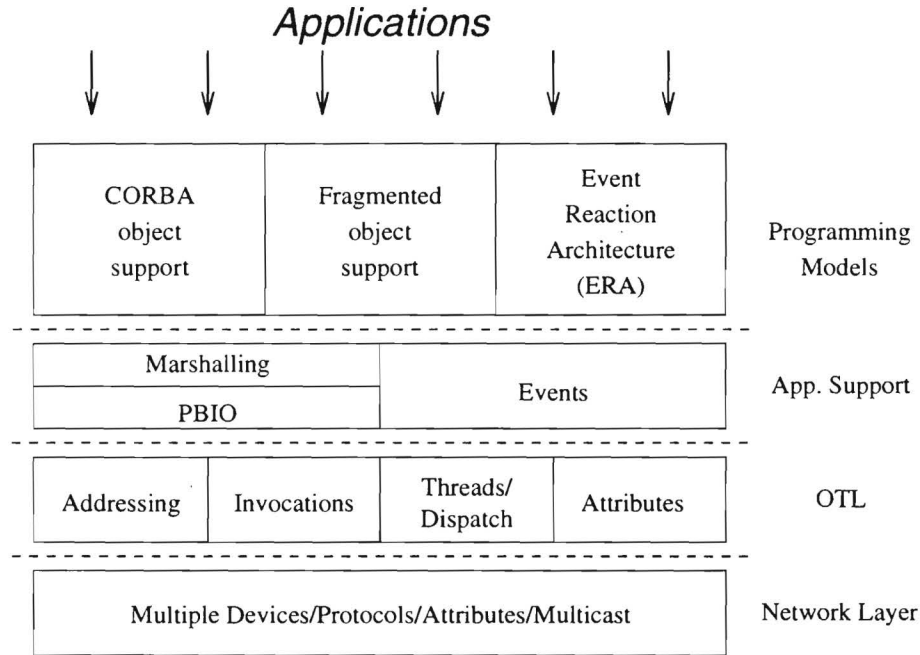 Applications
CORBA
object
support
Fragmented
object
support
Event
Reaction
Architecture
(ERA)
Programming
Models
Marshalling
PBIO
Events
App. Support
Addressing
Invocations
Threads/
Dispatch
Attributes
OTL
Multiple Devices/Protocols/Attributes/Multicast
Network Layer